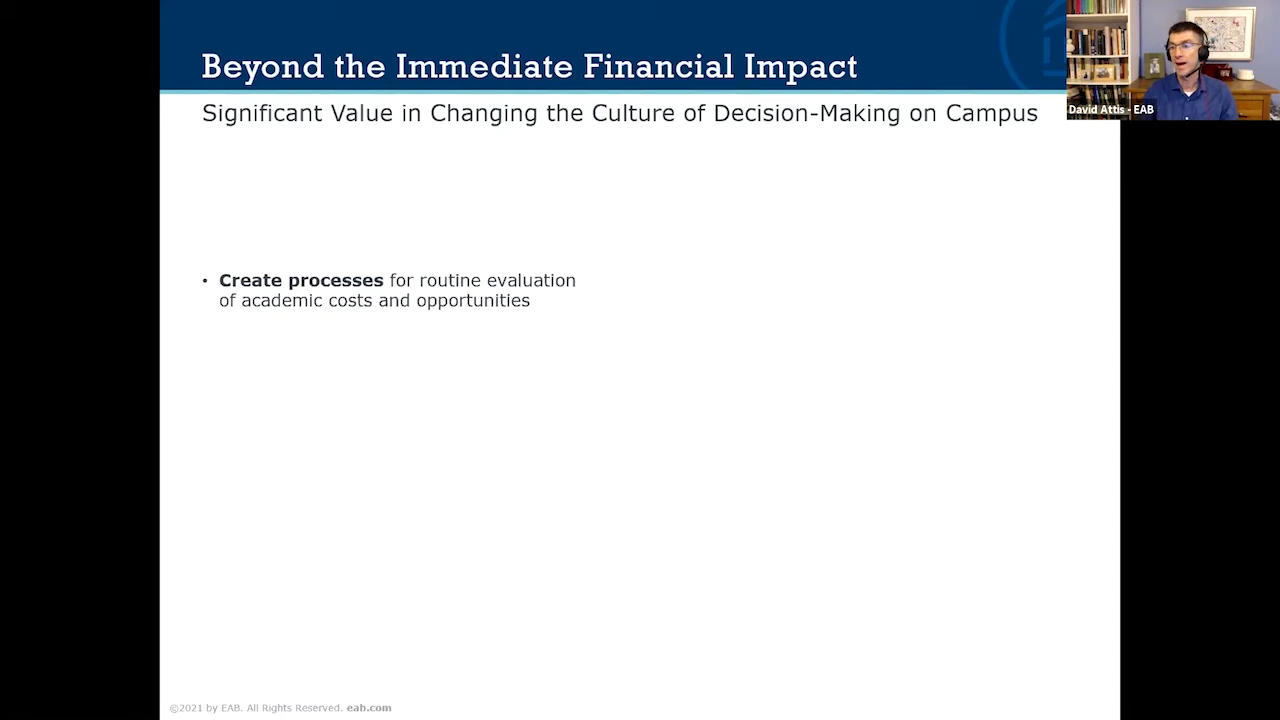 Beyond the Immediate Financial Impact
Significant Value in Changing the Culture of Decision-Making on Campus
David Attis - EAB
• Create processes for routine evaluation
of academic costs and opportunities
©2021 by EAB. All Rights Reserved. eab.com